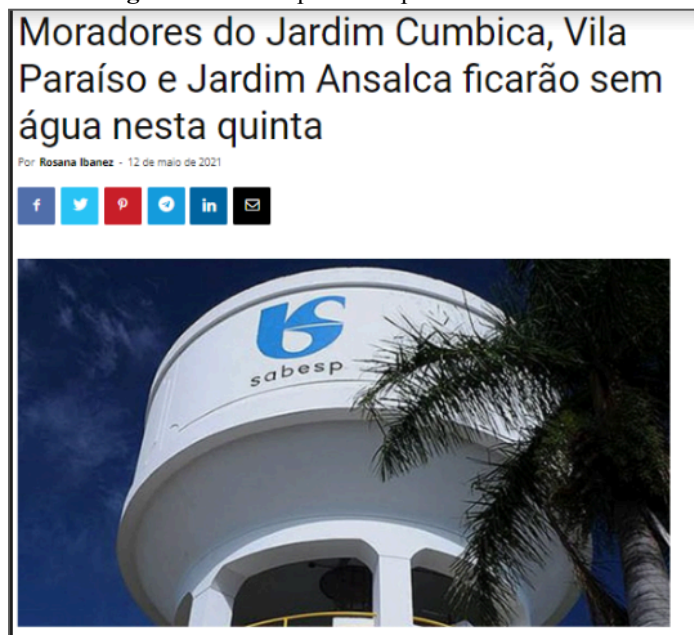 Moradores do Jardim Cumbica, Vila
Paraíso e Jardim Ansalca ficarão sem
água nesta quinta
Por Rosana Ibanez - 12 de maio de 2021
f
in
sabesp